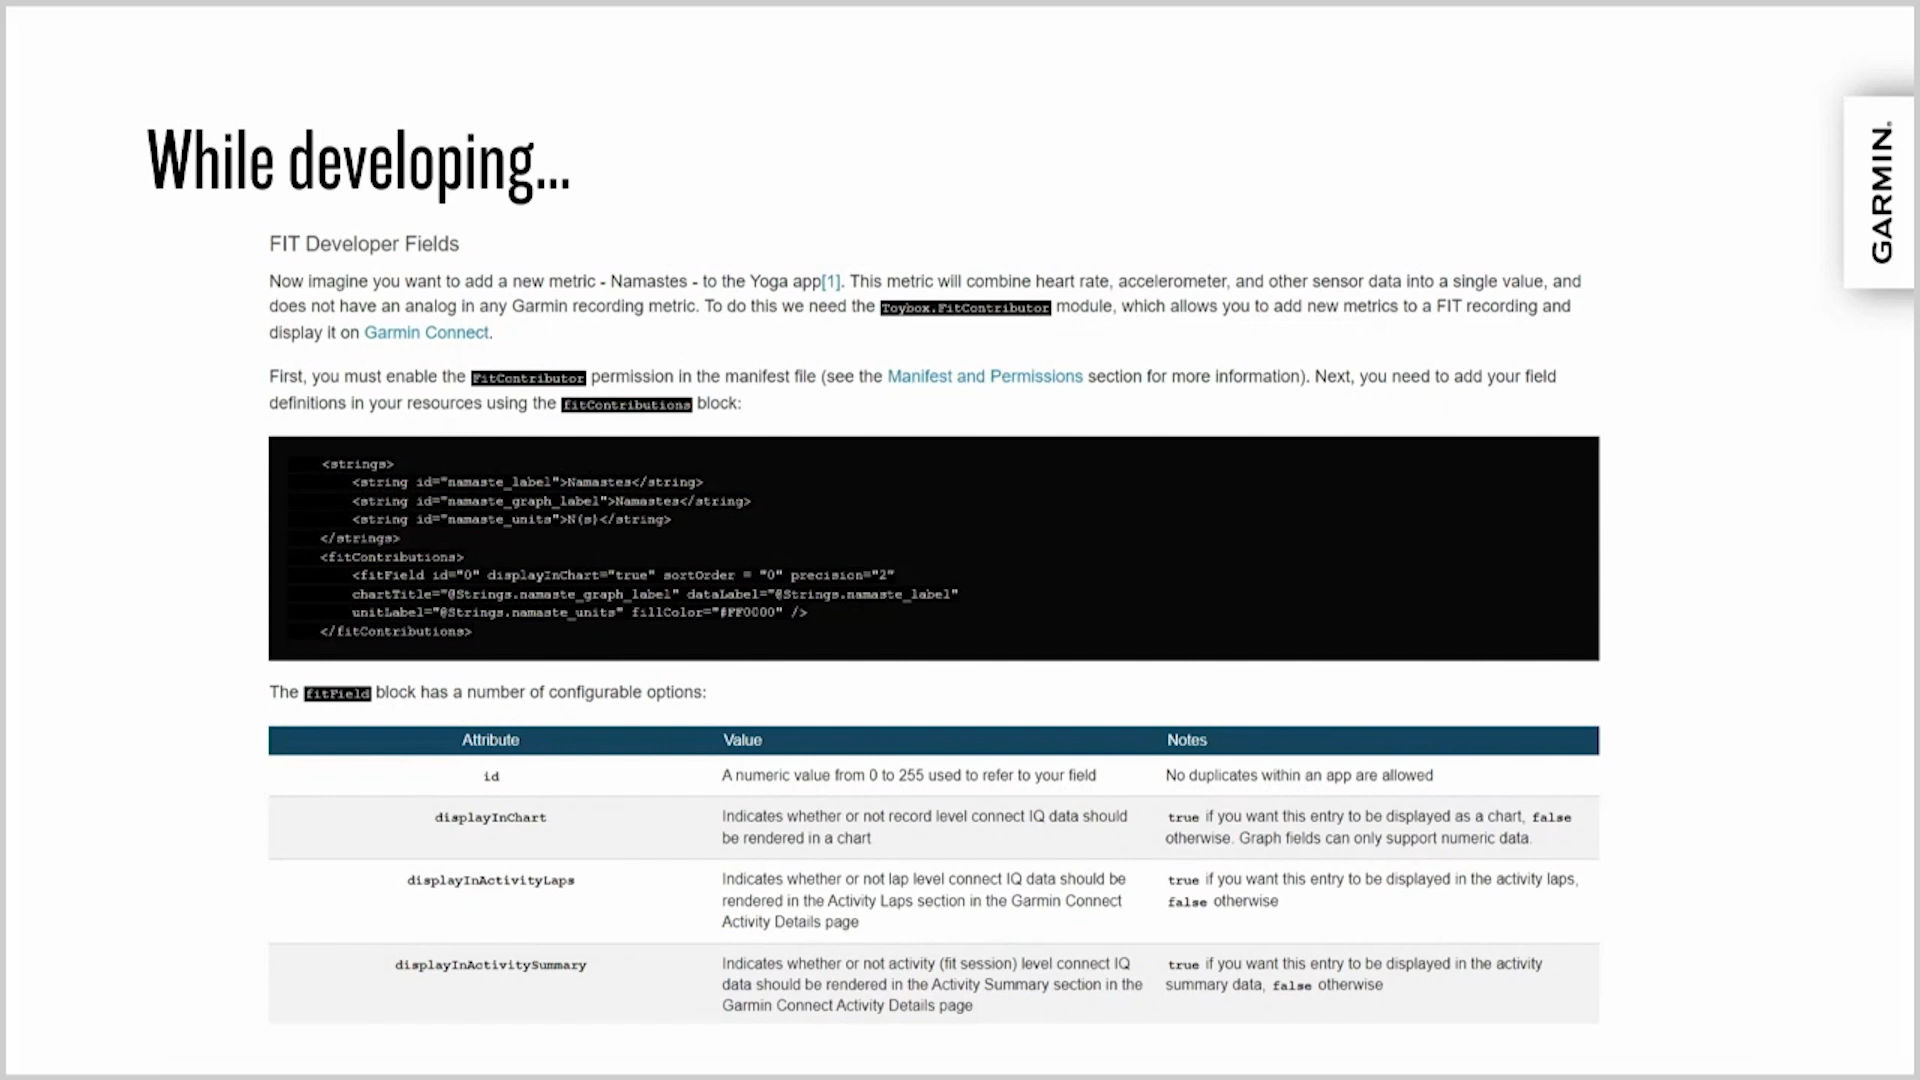 While developing...
GARMIN®
FIT Developer Fields
Now imagine you want to add a new metric - Namastes - to the Yoga app[1]. This metric will combine heart rate, accelerometer, and other sensor data into a single value, and
does not have an analog in any Garmin recording metric. To do this we need the Toybox.FitContributor module, which allows you to add new metrics to a FIT recording and
display it on Garmin Connect.
First, you must enable the FitContributor permission in the manifest file (see the Manifest and Permissions section for more information). Next, you need to add your field
definitions in your resources using the fitContributions block:
<strings>
<string id="namaste_label">Namastes</string>
<string id="namaste_graph_label">Namastes</string>
<string id="namaste_units">N(s)</string>
</strings>
<fitContributions>
<fitField id="0" displayInChart="true" sortOrder = "0" precision="2"
chartTitle="@Strings.namaste_graph_label" dataLabel="@Strings.namaste_label"
unitLabel="@Strings.namaste_units" fillColor="#FF0000" />
</fitContributions>
The fitField block has a number of configurable options:
Attribute Value Notes
id A numeric value from 0 to 255 used to refer to your field No duplicates within an app are allowed
displayInChart Indicates whether or not record level connect IQ data should true if you want this entry to be displayed as a chart, false
be rendered in a chart otherwise. Graph fields can only support numeric data.
displayInActivityLaps Indicates whether or not lap level connect IQ data should be true if you want this entry to be displayed in the activity laps,
rendered in the Activity Laps section in the Garmin Connect false otherwise
Activity Details page
displayInActivitySummary Indicates whether or not activity (fit session) level connect IQ true if you want this entry to be displayed in the activity
data should be rendered in the Activity Summary section in the summary data, false otherwise
Garmin Connect Activity Details page